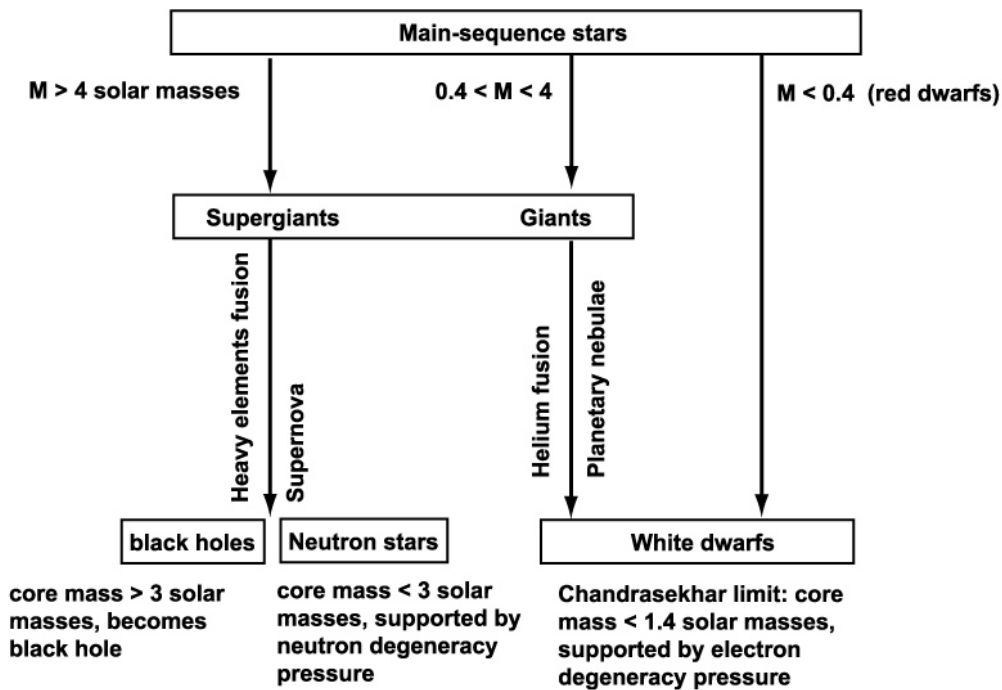 Main-sequence stars
M > 4 solar masses
0.4 < M < 4
M < 0.4  (red dwarfs)
Supergiants
Giants
Heavy elements fusion
Supernova
Helium fusion
Planetary nebulae
black holes
Neutron stars
White dwarfs
core mass > 3 solar
masses, becomes
black hole
core mass < 3 solar
masses, supported by
neutron degeneracy
pressure
Chandrasekhar limit: core
mass < 1.4 solar masses,
supported by electron
degeneracy pressure